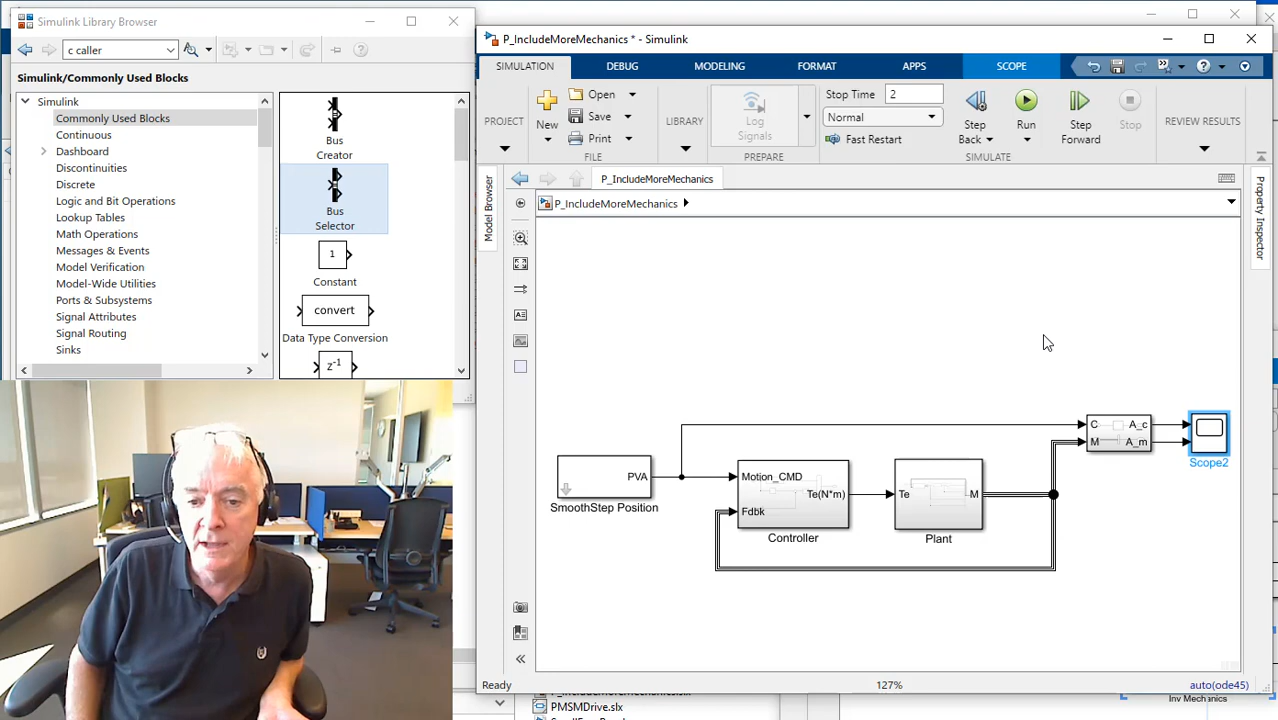 Simulink Library Browser
c caller
Simulink/Commonly Used Blocks
Simulink
Commonly Used Blocks
Continuous
Dashboard
Discontinuities
Discrete
Logic and Bit Operations
Lookup Tables
Math Operations
Messages & Events
Model Verification
Model-Wide Utilities
Ports & Subsystems
Signal Attributes
Signal Routing
Sinks
Bus
Creator
Bus
Selector
1
Constant
convert
Data Type Conversion
z-1
P_IncludeMoreMechanics * - Simulink
SIMULATION
DEBUG
MODELING
FORMAT
APPS
SCOPE
PROJECT
New
Open
Save
Print
FILE
LIBRARY
Log
Signals
PREPARE
Stop Time
2
Normal
Fast Restart
Step
Back
Run
Step
Forward
Stop
SIMULATE
REVIEW RESULTS
Model Browser
P_IncludeMoreMechanics
P_IncludeMoreMechanics
Property Inspector
PVA
SmoothStep Position
Motion_CMD
Te(N*m)
Fdbk
Controller
Te
M
Plant
C
A_c
M
A_m
Scope2
Ready
127%
auto(ode45)
PMSMDrive.slx
Inv Mechanics